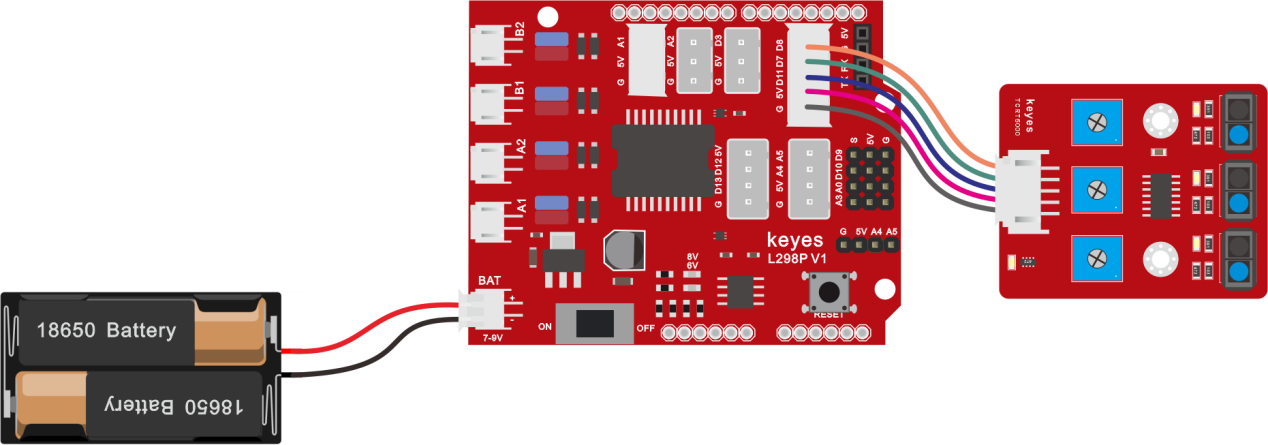 B2
B1
A2
A1
G 5V A1
G 5V A2
G 5V D3
G 5V D11 D7 D8
5V
G
RX
TX
G D13 D12 5V
G 5V A4 A5
S 5V G
A3 A0 D10 D9
G 5V A4 A5
keyes
L298P V1
8V
6V
BAT
+
-
7-9V
ON
OFF
RESET
18650 Battery
18650 Battery
keyes
TCRT5000